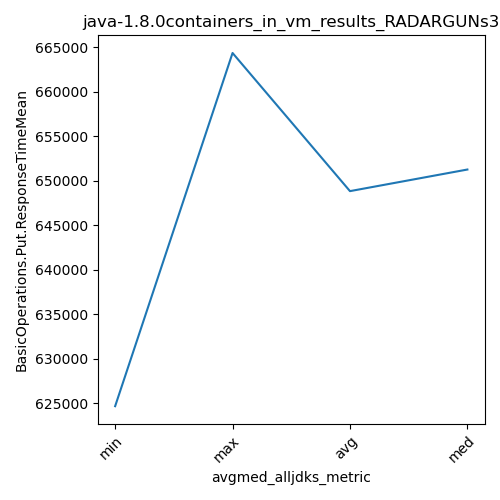 java-1.8.0containers_in_vm_results_RADARGUNs3
665000
660000
655000
650000
645000
640000
635000
630000
625000
BasicOperations.Put.ResponseTimeMean
min
max
avg
med
avgmed_alljdks_metric